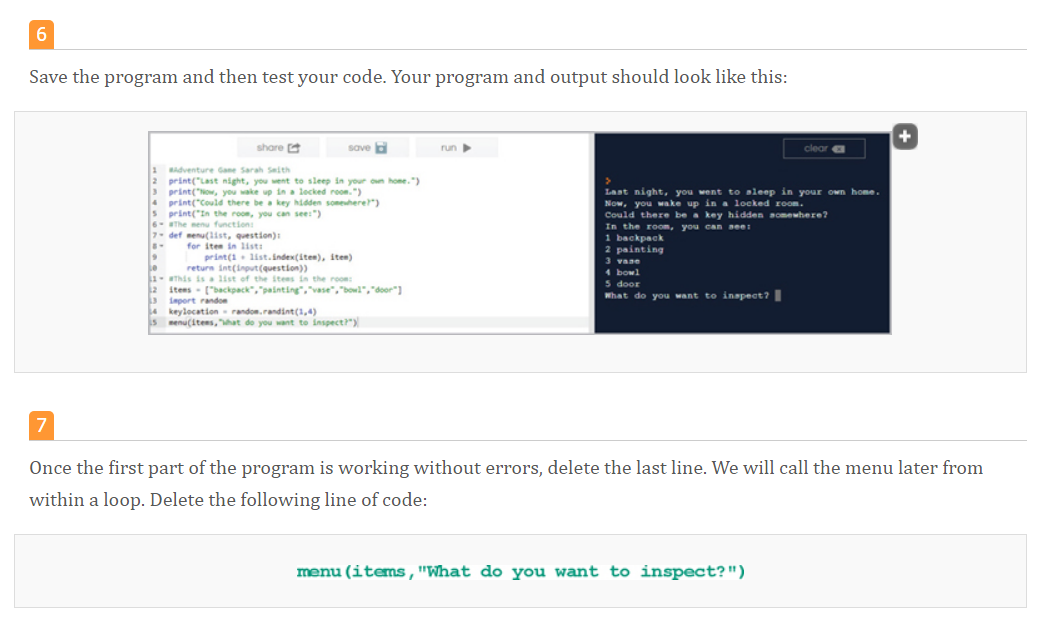 6
Save the program and then test your code. Your program and output should look like this:
share
save
run
1 #Adventure Game Sarah Smith
2 print("Last night, you went to sleep in your own home.")
3 print("Now, you wake up in a locked room.")
4 print("Could there be a key hidden somewhere?")
5 print("In the room, you can see:")
6 #The menu function:
7 def menu(list, question):
8 for item in list:
9 print(1 + list.index(item), item)
10 return int(input(question))
11 #This is a list of the items in the room:
12 items = ["backpack","painting","vase","bowl","door"]
13 import random
14 keylocation = random.randint(1,4)
15 menu(items,"What do you want to inspect?")
clear
>
Last night, you went to sleep in your own home.
Now, you wake up in a locked room.
Could there be a key hidden somewhere?
In the room, you can see:
1 backpack
2 painting
3 vase
4 bowl
5 door
What do you want to inspect?
7
Once the first part of the program is working without errors, delete the last line. We will call the menu later from
within a loop. Delete the following line of code:
menu(items,"What do you want to inspect?")